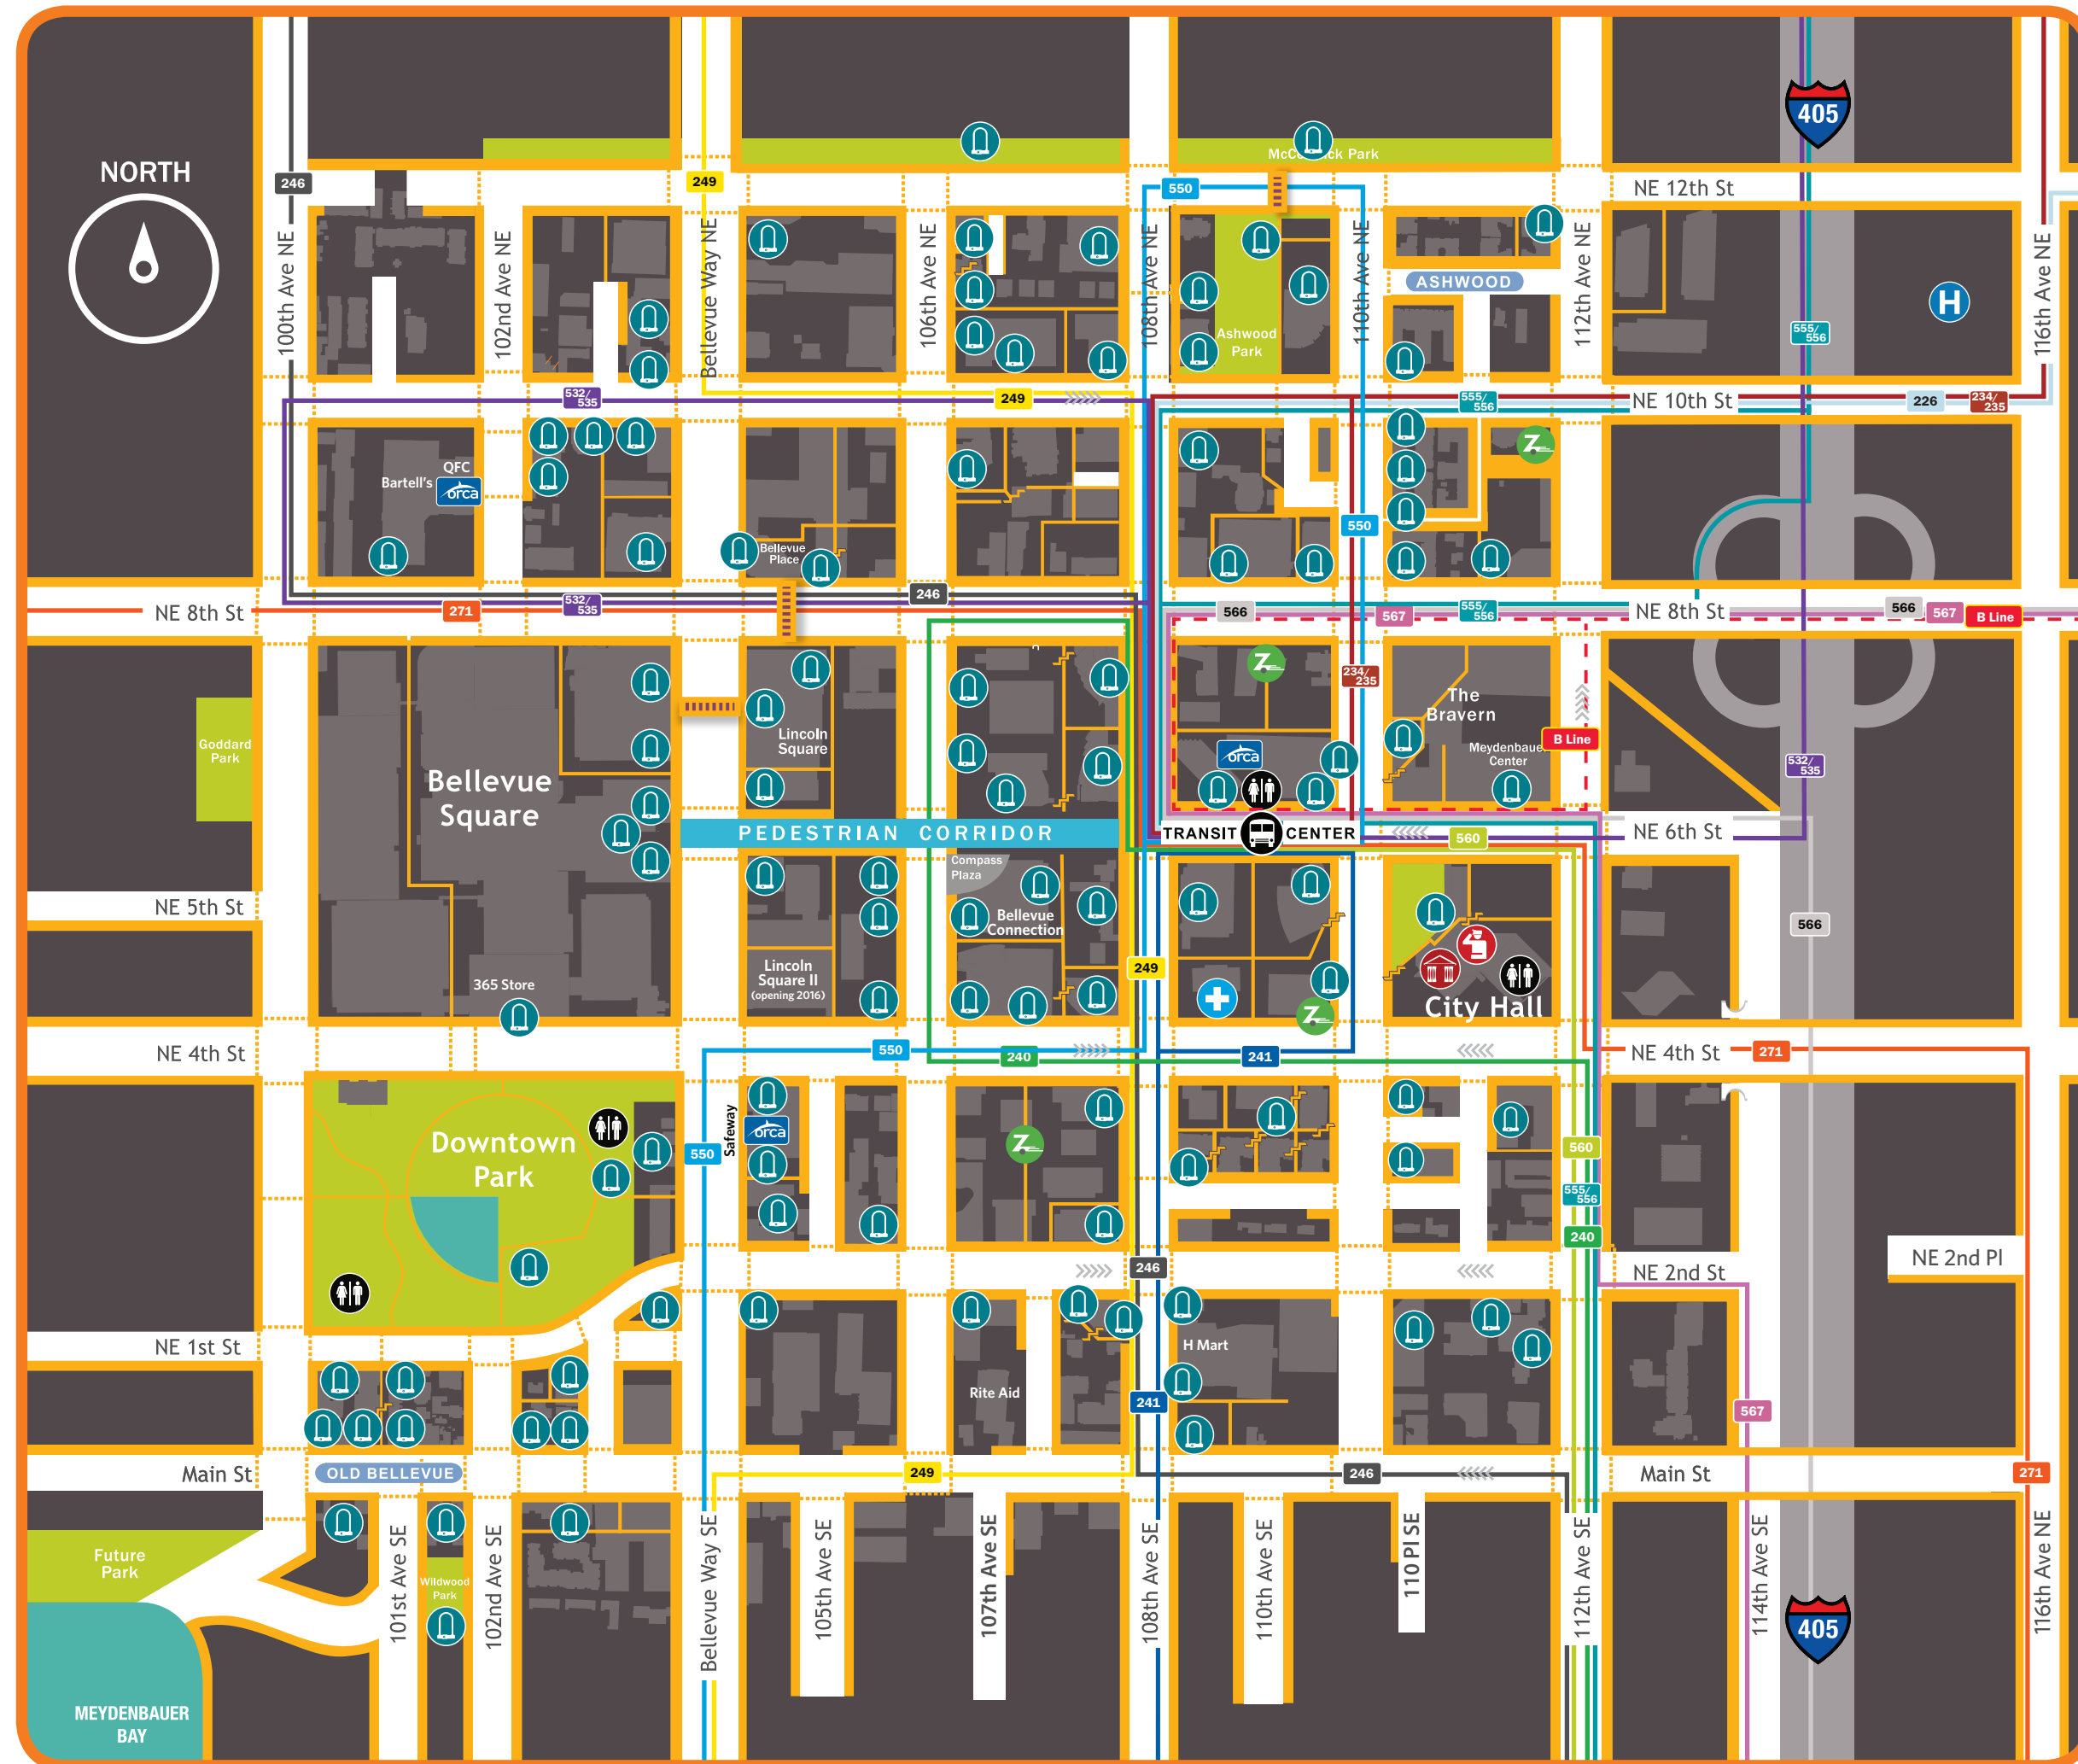 405
NORTH
McC
ck Park
246
249
550
NE 12th St
100th Ave NE
102nd Ave NE
Bellevue Way NE
106th Ave NE
108th Ave NE
110th Ave NE
112th Ave NE
116th Ave NE
ASHWOOD
H
Ashwood
Park
555/
556
532/
535
249
555/
556
NE 10th St
226
234/
235
QFC
Bartell's
orca
Z
550
Bellevue
Place
246
532/
535
NE 8th St
271
566
567
555/
556
NE 8th St
566
567
B Line
Z
234/
235
The
Bravern
Goddard
Park
Lincoln
Square
orca
B Line
Meydenbaue
Center
532/
535
Bellevue
Square
PEDESTRIAN CORRIDOR
TRANSIT
CENTER
560
NE 6th St
Compass
Plaza
NE 5th St
Bellevue
Connection
566
Lincoln
Square II
(opening 2016)
249
365 Store
City Hall
Z
NE 4th St
550
240
241
NE 4th St
271
Safeway
orca
Downtown
Park
550
Z
560
555/
556
240
246
NE 2nd St
NE 2nd Pl
NE 1st St
H Mart
Rite Aid
241
567
Main St
OLD BELLEVUE
249
246
Main St
271
Future
Park
Wildwood
Park
101st Ave SE
102nd Ave SE
Bellevue Way SE
105th Ave SE
107th Ave SE
108th Ave SE
110th Ave SE
110 Pl SE
112th Ave SE
114th Ave SE
116th Ave NE
405
MEYDENBAUER
BAY